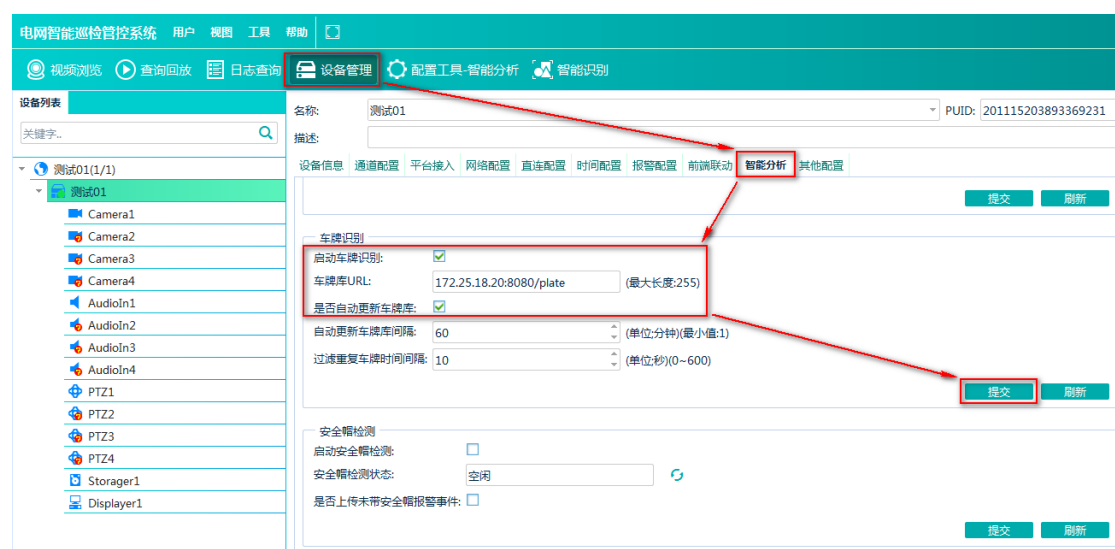 电网智能巡检管控系统 用户 视图 工具 帮助
视频浏览 查询回放 日志查询 设备管理 配置工具-智能分析 智能识别
设备列表
关键字..
测试01(1/1)
测试01
Camera1
Camera2
Camera3
Camera4
AudioIn1
AudioIn2
AudioIn3
AudioIn4
PTZ1
PTZ2
PTZ3
PTZ4
Storager1
Displayer1
名称: 测试01 PUID: 201115203893369231
描述:
设备信息 通道配置 平台接入 网络配置 直连配置 时间配置 报警配置 前端联动 智能分析 其他配置
提交 刷新
车牌识别
启动车牌识别:
车牌库URL: 172.25.18.20:8080/plate (最大长度:255)
是否自动更新车牌库:
自动更新车牌库间隔: 60 (单位:分钟)(最小值:1)
过滤重复车牌时间间隔: 10 (单位:秒)(0~600)
提交 刷新
安全帽检测
启动安全帽检测:
安全帽检测状态: 空闲
是否上传未带安全帽报警事件:
提交 刷新